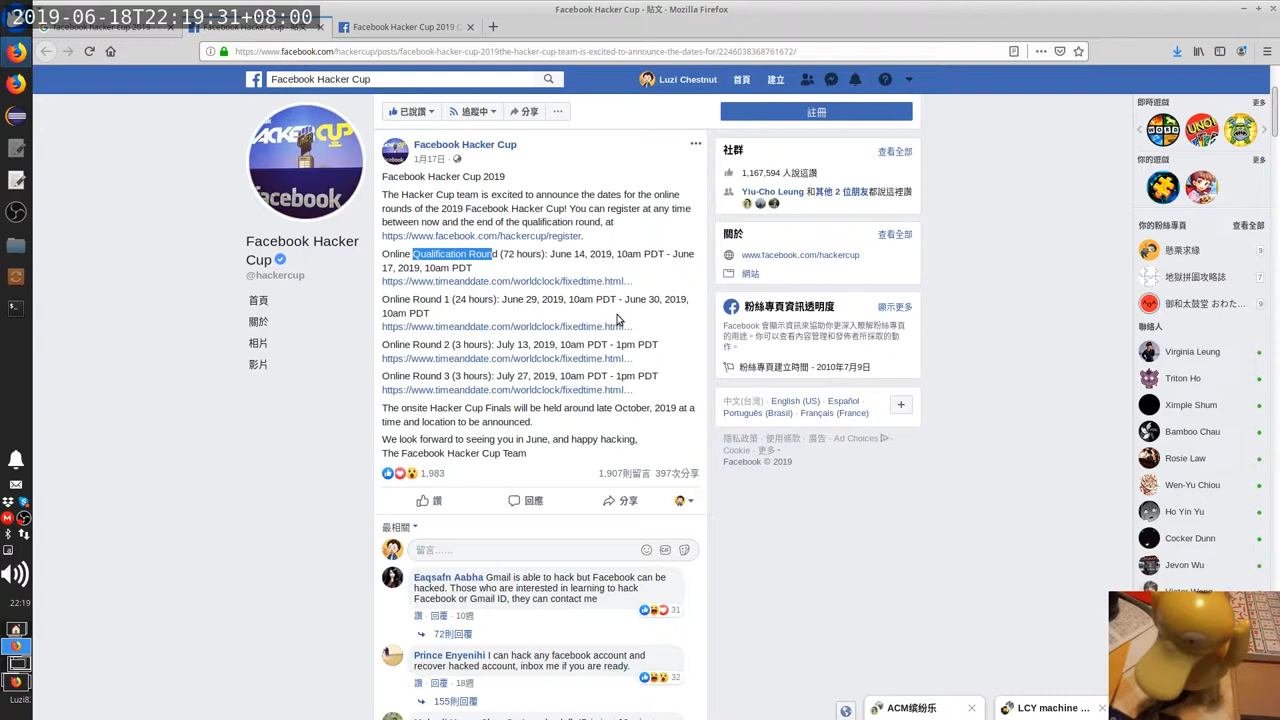 2019-06-18T22:19:31+08:00
Facebook Hacker Cup - 貼文 - Mozilla Firefox
Facebook Hacker C
https://www.facebook.com/hackercup/posts/facebook-hacker-cup-2019the-hacker-cup-team-is-excited-to-announce-the-dates-for/2246038368761672/
Facebook Hacker Cup
Luzi Chestnut
首頁
建立
已說讚
追蹤中
分享
註冊
Facebook Hacker Cup
@hackercup
首頁
關於
相片
影片
Facebook Hacker Cup
1月17日
Facebook Hacker Cup 2019
The Hacker Cup team is excited to announce the dates for the online
rounds of the 2019 Facebook Hacker Cup! You can register at any time
between now and the end of the qualification round, at
https://www.facebook.com/hackercup/register.
Online Qualification Round (72 hours): June 14, 2019, 10am PDT - June
17, 2019, 10am PDT
https://www.timeanddate.com/worldclock/fixedtime.html…
Online Round 1 (24 hours): June 29, 2019, 10am PDT - June 30, 2019,
10am PDT
https://www.timeanddate.com/worldclock/fixedtime.html…
Online Round 2 (3 hours): July 13, 2019, 10am PDT - 1pm PDT
https://www.timeanddate.com/worldclock/fixedtime.html…
Online Round 3 (3 hours): July 27, 2019, 10am PDT - 1pm PDT
https://www.timeanddate.com/worldclock/fixedtime.html…
The onsite Hacker Cup Finals will be held around late October, 2019 at a
time and location to be announced.
We look forward to seeing you in June, and happy hacking,
The Facebook Hacker Cup Team
1,983
1,907則留言 397次分享
讚
回應
分享
最相關
留言……
Eaqsafn Aabha Gmail is able to hack but Facebook can be
hacked. Those who are interested in learning to hack
Facebook or Gmail ID, they can contact me
31
讚 · 回覆 · 10週
72則回覆
Prince Enyenihi I can hack any facebook account and
recover hacked account, inbox me if you are ready.
32
讚 · 回覆 · 18週
155則回覆
社群
查看全部
1,167,594 人說這讚
Yiu-Cho Leung 和其他 2 位朋友都說這裡讚
關於
查看全部
www.facebook.com/hackercup
網站
粉絲專頁資訊透明度
顯示更多
Facebook 會顯示資訊來協助你更深入瞭解粉絲專頁
的用途。你可以查看內容管理和發佈者所採取的動
作。
粉絲專頁建立時間 - 2010年7月9日
中文(台灣) · English (US) · Español ·
Português (Brasil) · Français (France)
隱私政策 · 使用條款 · 廣告 · Ad Choices ·
Cookie · 更多
Facebook © 2019
即時遊戲
更多
WORD
UNO!
你的遊戲
更多
你的粉絲專頁
查看全部
懸案求緣
9
地獄拼图攻略誌
7
御和太鼓堂 おわた...
聯絡人
Virginia Leung
Triton Ho
Ximple Shum
Bamboo Chau
Rosie Law
Wen-Yu Chiou
Ho Yin Yu
Cocker Dunn
Jevon Wu
ACM缤纷乐
LCY machine ...
22:19